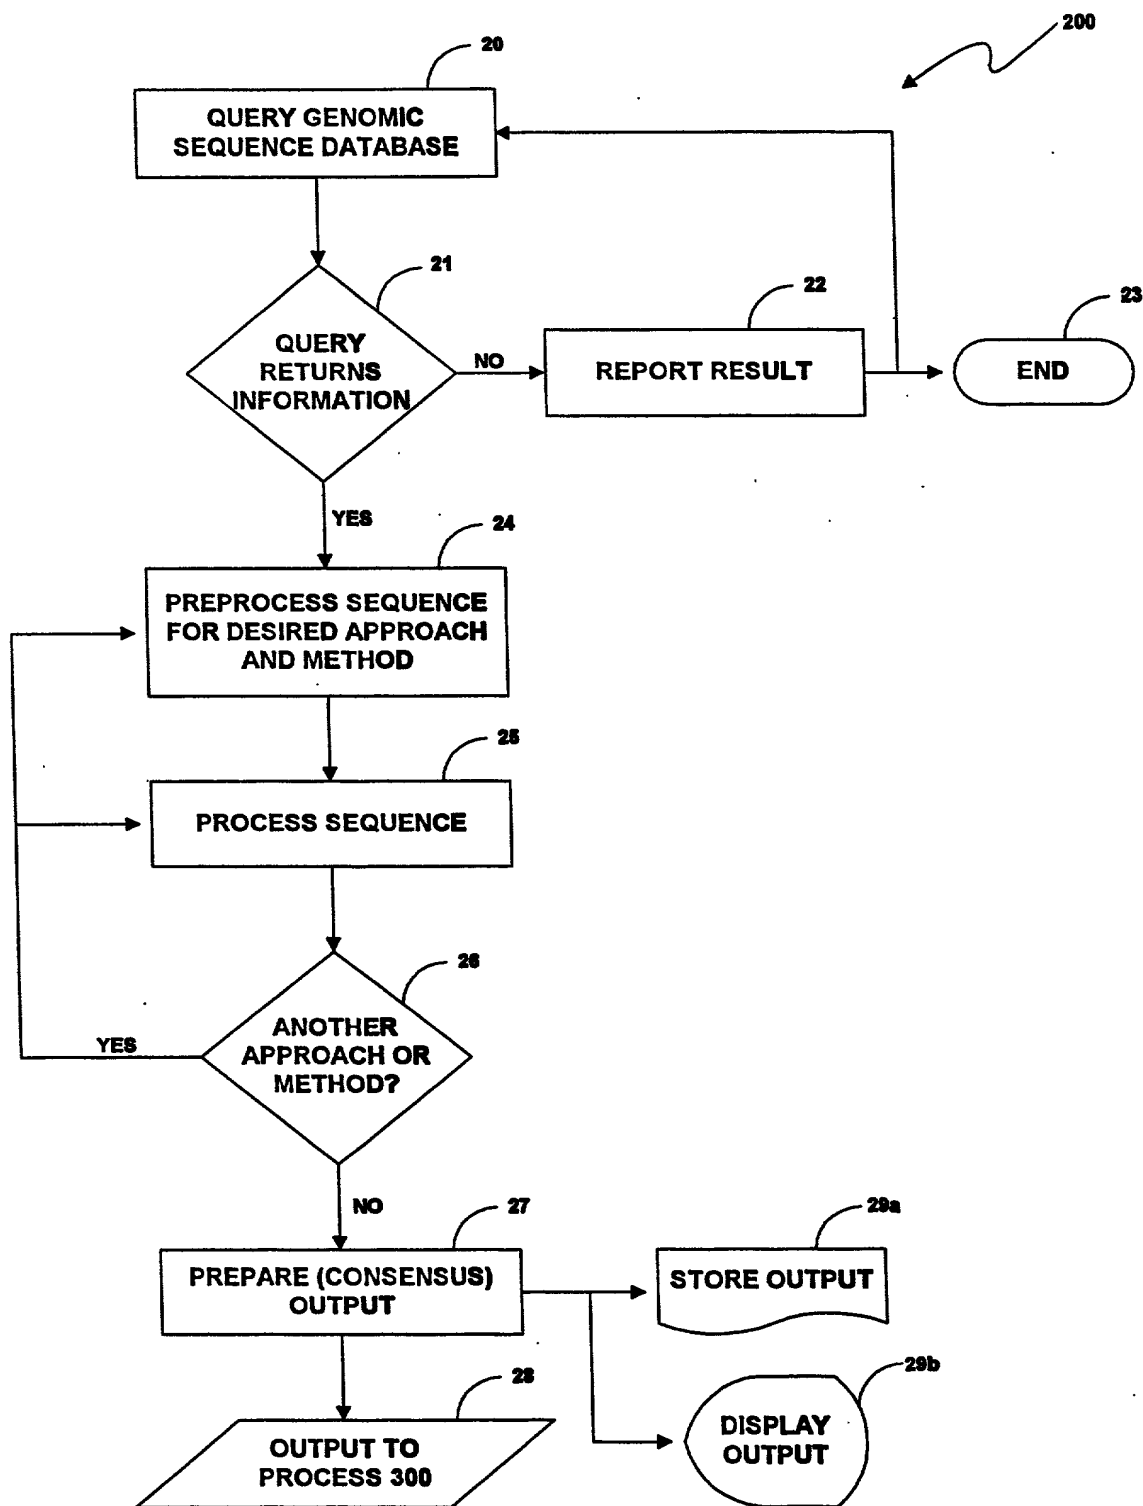 200
20
QUERY GENOMIC
SEQUENCE DATABASE
21
QUERY
RETURNS
INFORMATION
NO
22
REPORT RESULT
23
END
YES
24
PREPROCESS SEQUENCE
FOR DESIRED APPROACH
AND METHOD
25
PROCESS SEQUENCE
26
ANOTHER
APPROACH OR
METHOD?
YES
NO
27
PREPARE (CONSENSUS)
OUTPUT
29a
STORE OUTPUT
28
OUTPUT TO
PROCESS 300
29b
DISPLAY
OUTPUT